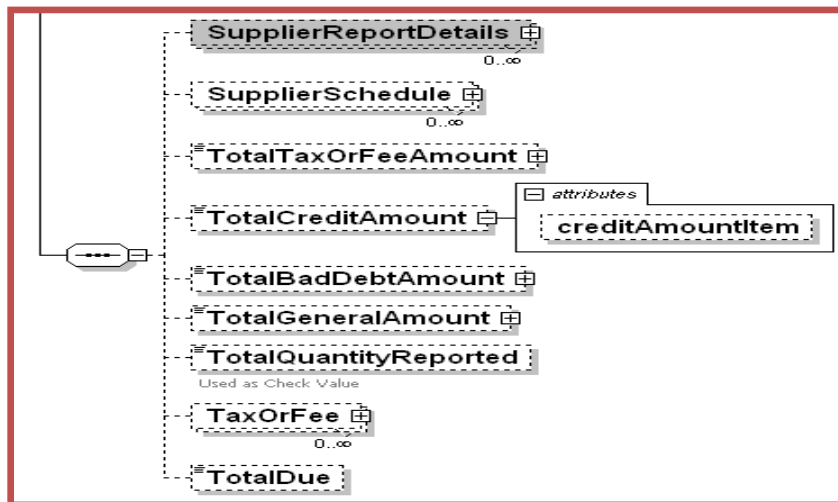 SupplierReportDetails
0..∞
SupplierSchedule
0..∞
TotalTaxOrFeeAmount
attributes
TotalCreditAmount
creditAmountItem
TotalBadDebtAmount
TotalGeneralAmount
TotalQuantityReported
Used as Check Value
TaxOrFee
0..∞
TotalDue